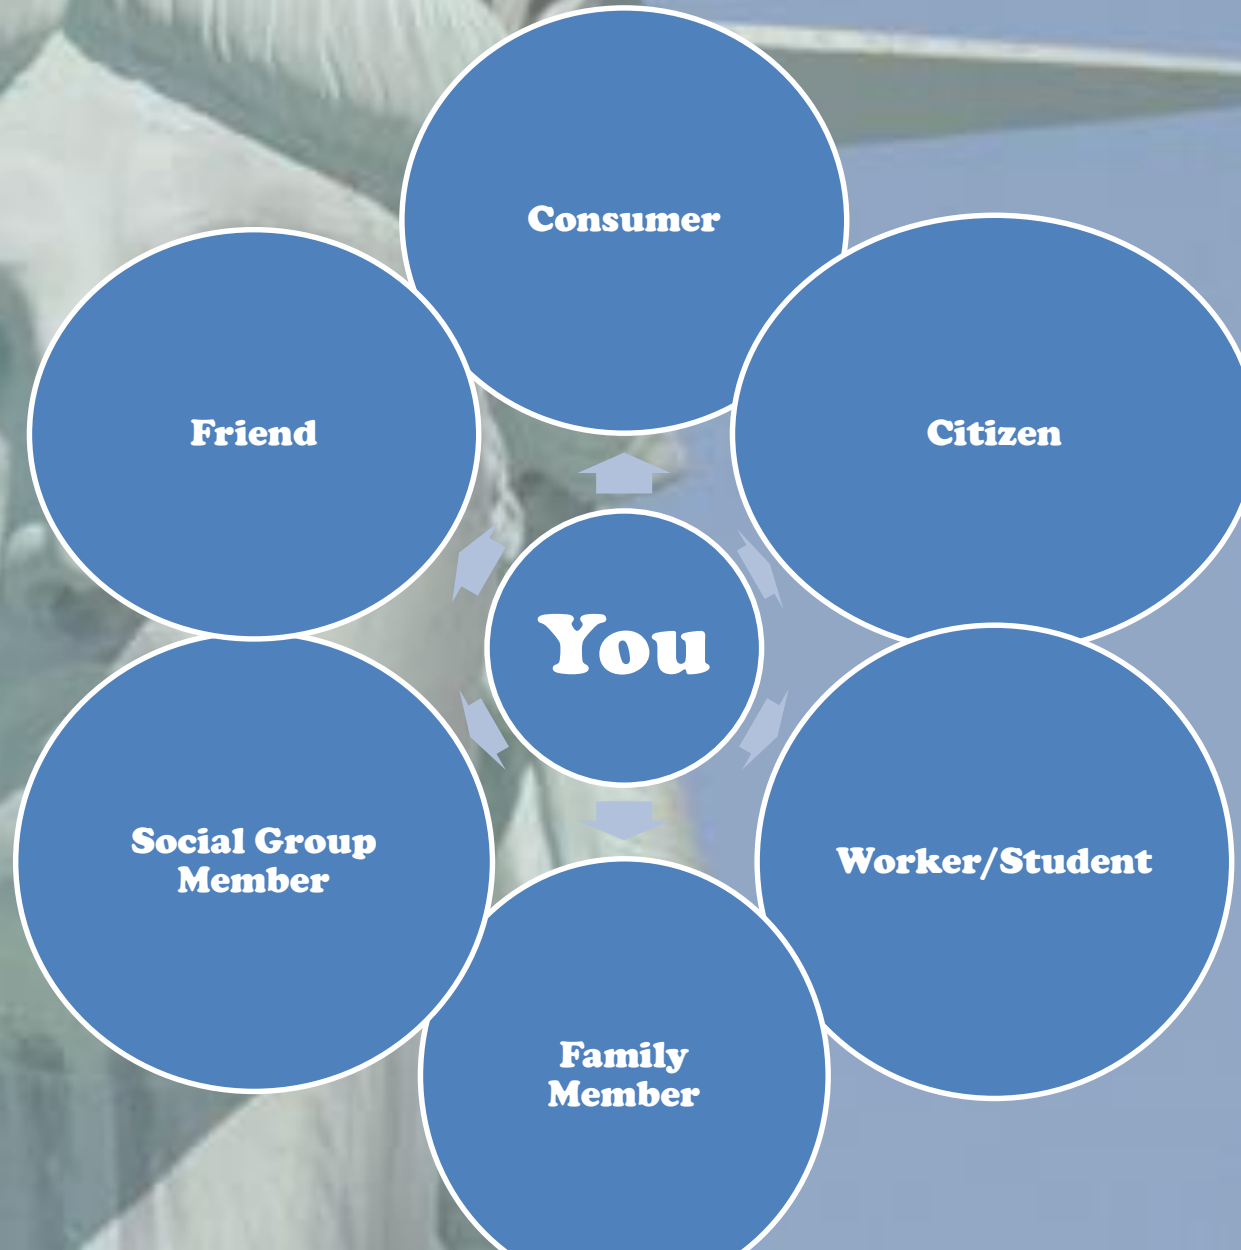 Consumer
Citizen
Friend
You
Social Group
Member
Worker/Student
Family
Member